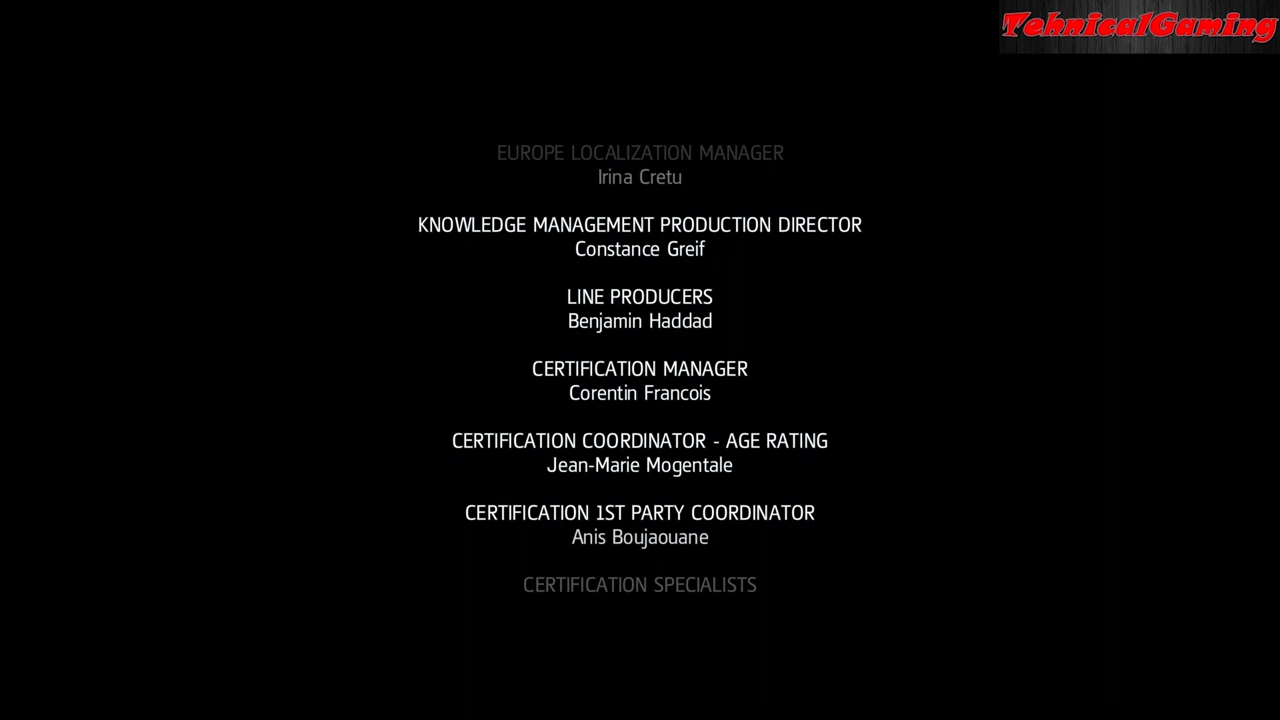 TehnicalGaming
EUROPE LOCALIZATION MANAGER
Irina Cretu
KNOWLEDGE MANAGEMENT PRODUCTION DIRECTOR
Constance Greif
LINE PRODUCERS
Benjamin Haddad
CERTIFICATION MANAGER
Corentin Francois
CERTIFICATION COORDINATOR - AGE RATING
Jean-Marie Mogentale
CERTIFICATION 1ST PARTY COORDINATOR
Anis Boujaouane
CERTIFICATION SPECIALISTS